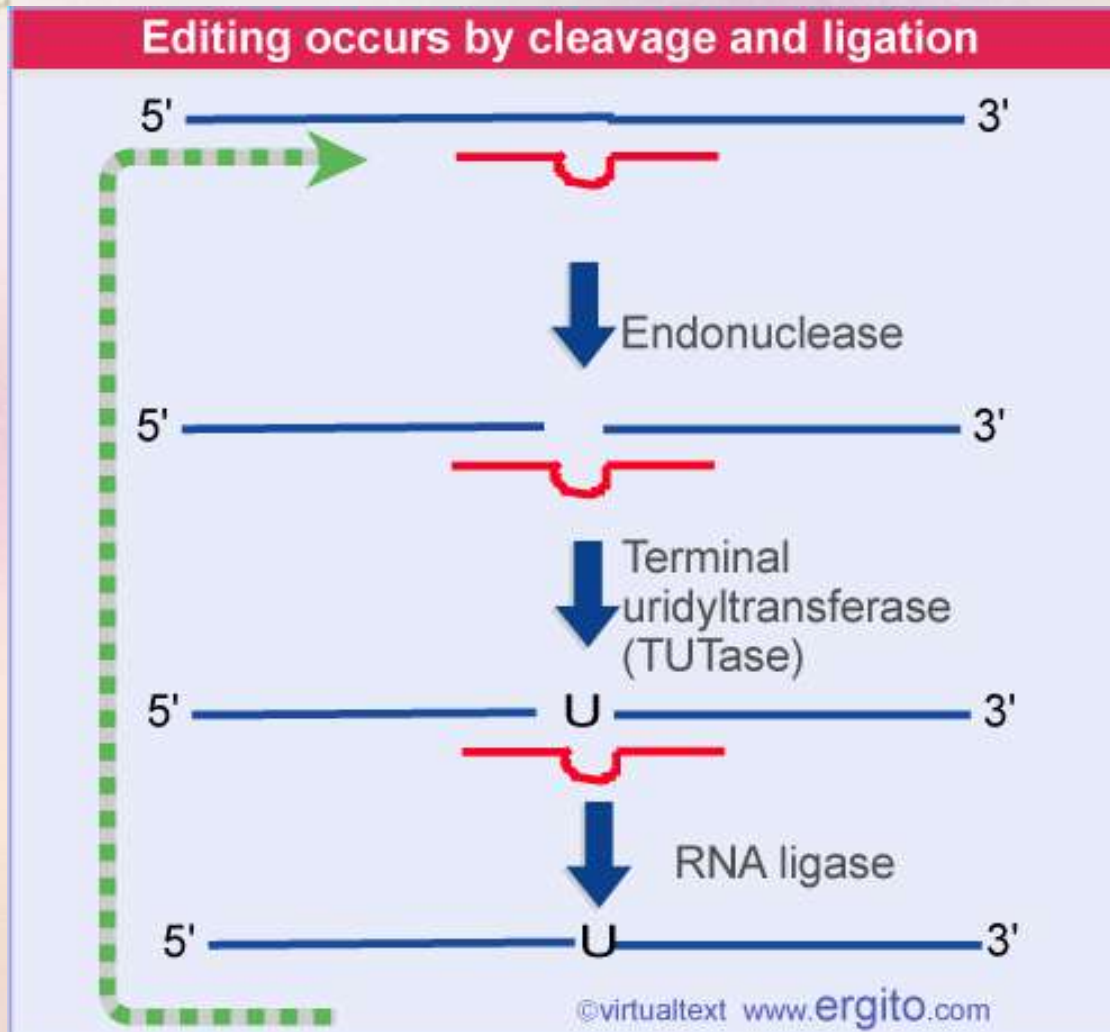 Editing occurs by cleavage and ligation
5' 3'
Endonuclease
5' 3'
Terminal
uridyltransferase
(TUTase)
5' U 3'
RNA ligase
5' U 3'
©virtualtext www.ergito.com